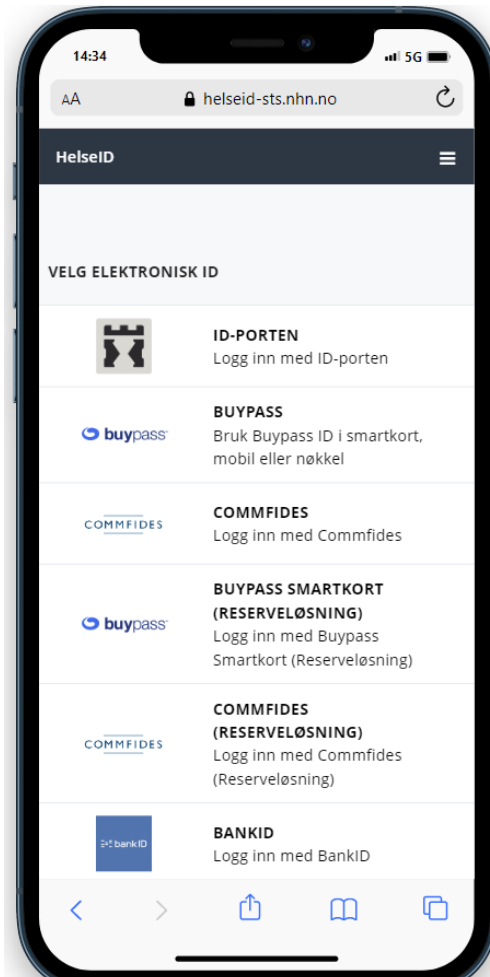 14:34
5G
AA helseid-sts.nhn.no
HelseID
VELG ELEKTRONISK ID
ID-PORTEN
Logg inn med ID-porten
buypass
BUYPASS
Bruk Buypass ID i smartkort,
mobil eller nøkkel
COMMFIDES
COMMFIDES
Logg inn med Commfides
buypass
BUYPASS SMARTKORT
(RESERVELØSNING)
Logg inn med Buypass
Smartkort (Reserveløsning)
COMMFIDES
COMMFIDES
(RESERVELØSNING)
Logg inn med Commfides
(Reserveløsning)
bankID
BANKID
Logg inn med BankID